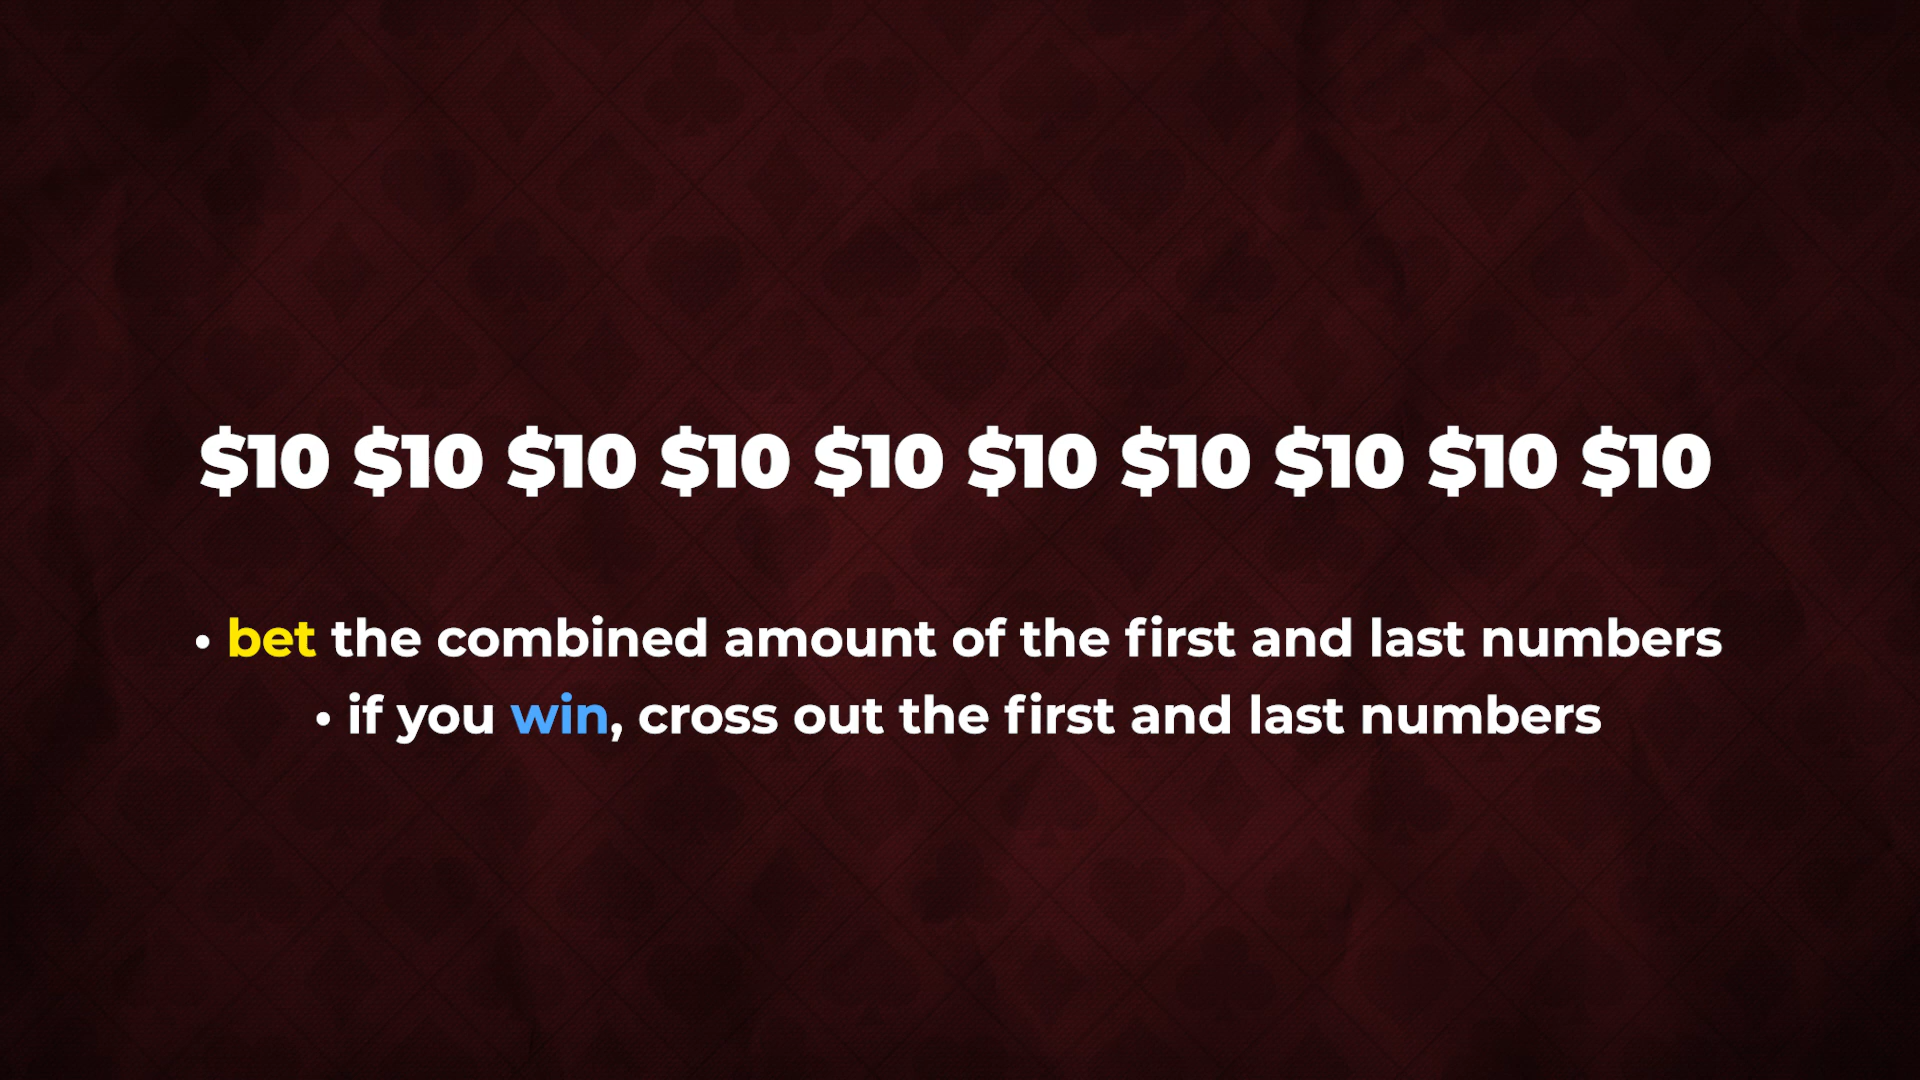 $10 $10 $10 $10 $10 $10 $10 $10 $10 $10
• bet the combined amount of the first and last numbers
• if you win, cross out the first and last numbers